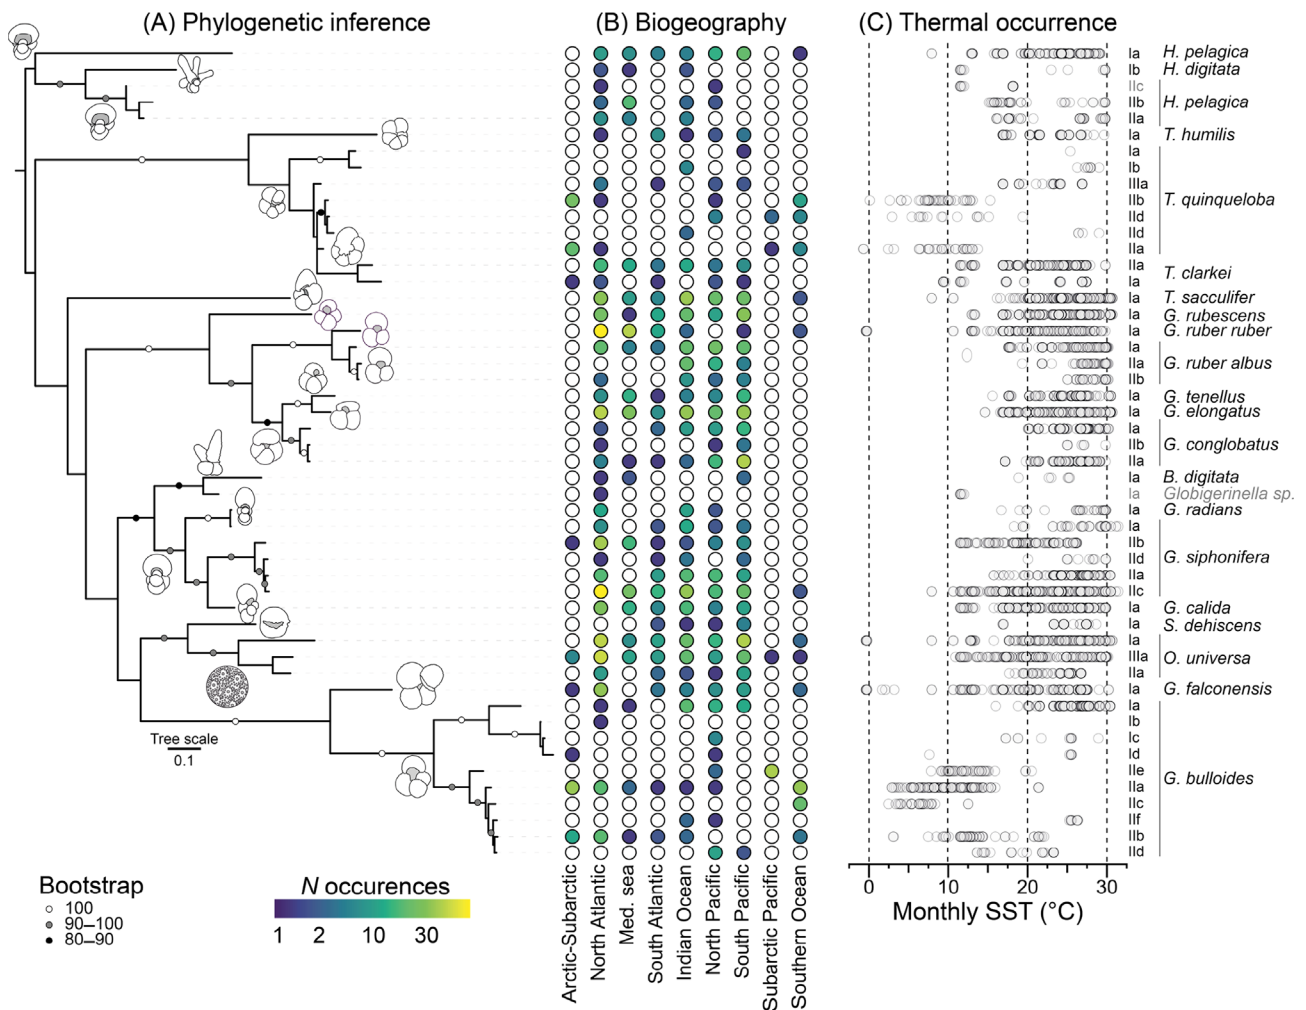 (A) Phylogenetic inference
(B) Biogeography
(C) Thermal occurrence
Ia H. pelagica
Ib H. digitata
IIc
IIb H. pelagica
IIa
Ia T. humilis
Ia
Ib
IIIa
IIb T. quinqueloba
IId
IId
IIa
IIa
T. clarkei
Ia
Ia T. sacculifer
Ia G. rubescens
Ia G. ruber ruber
Ia
IIa G. ruber albus
IIb
Ia G. tenellus
Ia G. elongatus
Ia
IIb G. conglobatus
IIa
Ia B. digitata
Ia Globigerinella sp.
Ia G. radians
Ia
IIb
IId G. siphonifera
IIa
IIc
Ia G. calida
Ia S. dehiscens
Ia
IIIa O. universa
IIa
Ia G. falconensis
Ia
Ib
Ic
Id
IIe
G. bulloides
IIa
IIc
IIf
IIb
IId
Tree scale
0.1
Bootstrap
100
90–100
80–90
N occurences
1 2 10 30
Arctic-Subarctic
North Atlantic
Med. sea
South Atlantic
Indian Ocean
North Pacific
South Pacific
Subarctic Pacific
Southern Ocean
0 10 20 30
Monthly SST (°C)